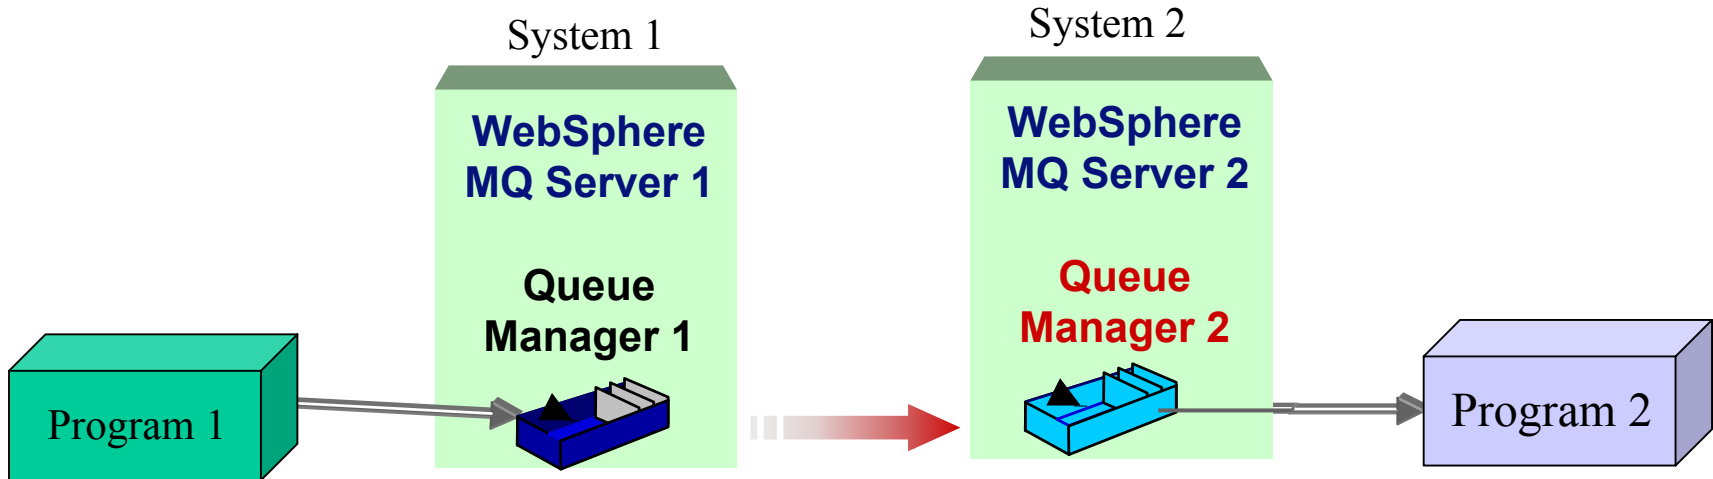 System 1
WebSphere
MQ Server 1
Queue
Manager 1
System 2
WebSphere
MQ Server 2
Queue
Manager 2
Program 1
Program 2